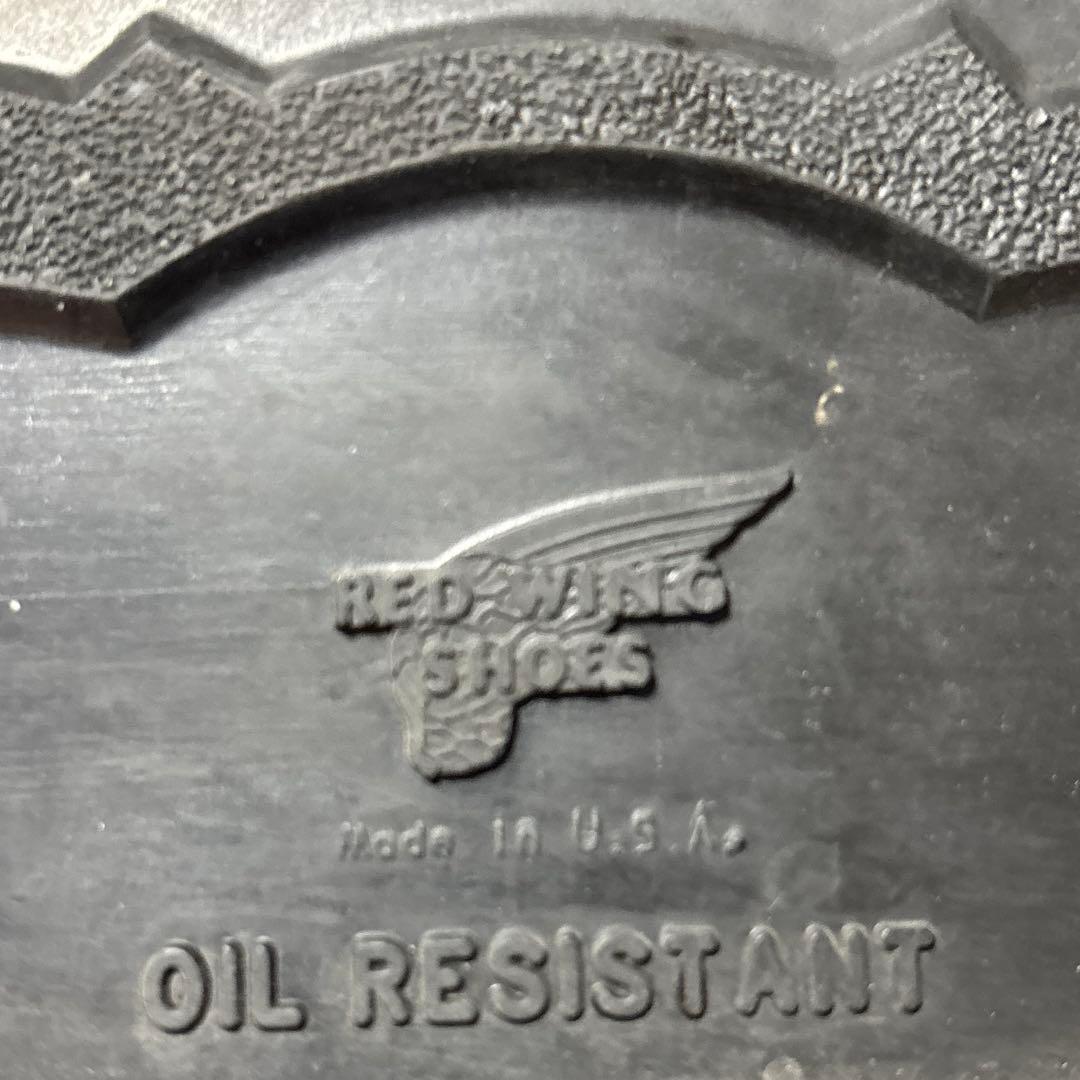 RED WING
SHOES
Made in U.S.A.
OIL RESISTANT